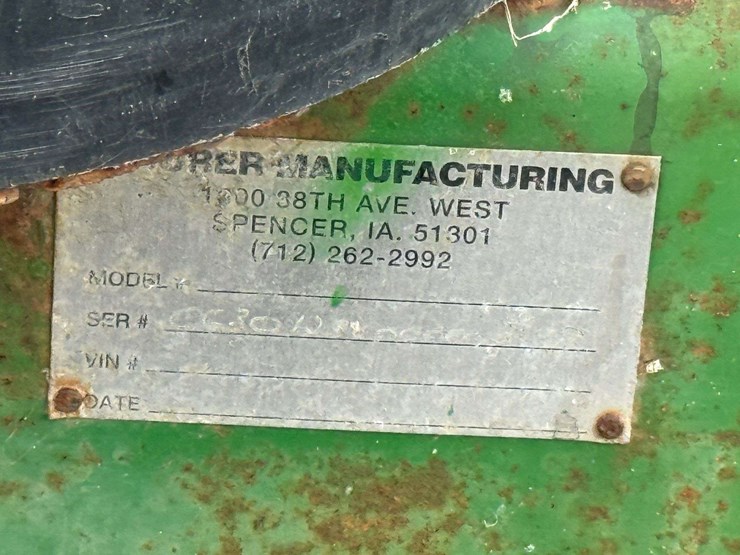 MANUFACTURING
38TH AVE. WEST
SPENCER, IA. 51301
(712) 262-2992
MODEL #
SER #
VIN #
DATE